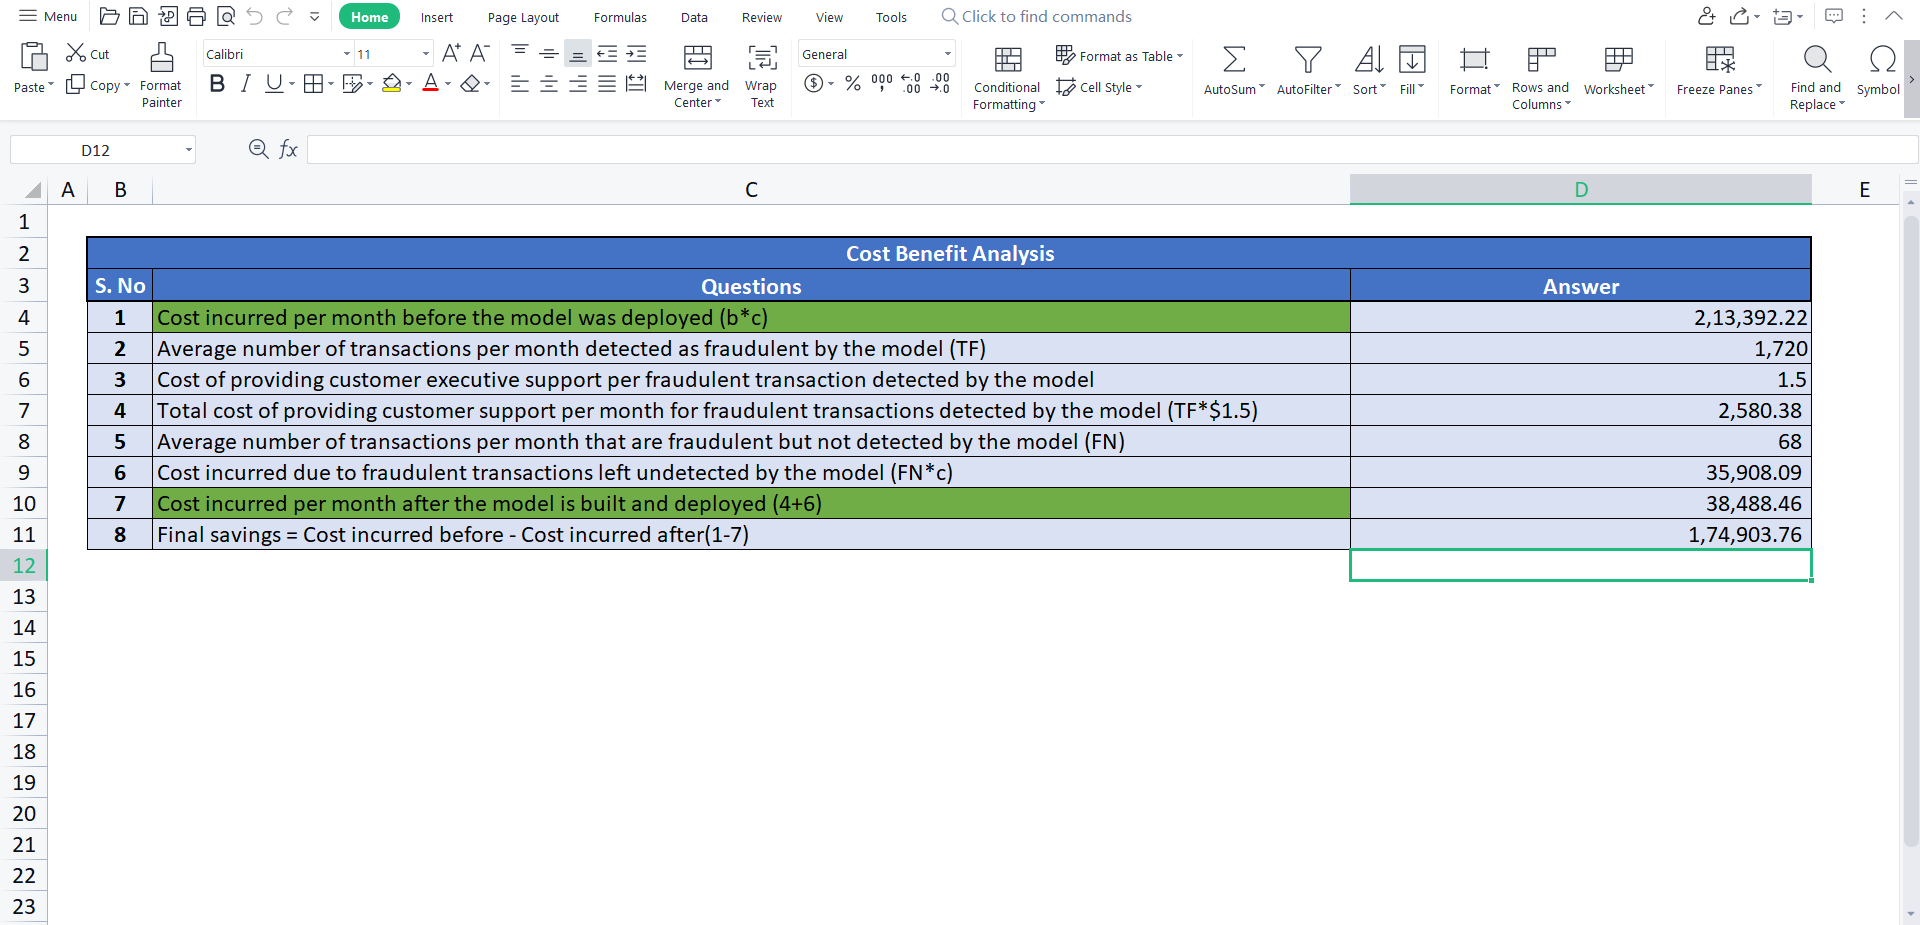 Menu
Home
Insert
Page Layout
Formulas
Data
Review
View
Tools
Click to find commands
Paste
Cut
Copy
Format
Painter
Calibri
11
A+ A-
B I U A
Merge and
Center
Wrap
Text
General
$ % 000 .0 .00 .00 .0
Conditional
Formatting
Format as Table
Cell Style
AutoSum
AutoFilter
Sort
Fill
Format
Rows and
Columns
Worksheet
Freeze Panes
Find and
Replace
Symbol
D12
fx
A B C D E
1
2 Cost Benefit Analysis
3 S. No Questions Answer
4 1 Cost incurred per month before the model was deployed (b*c) 2,13,392.22
5 2 Average number of transactions per month detected as fraudulent by the model (TF) 1,720
6 3 Cost of providing customer executive support per fraudulent transaction detected by the model 1.5
7 4 Total cost of providing customer support per month for fraudulent transactions detected by the model (TF*$1.5) 2,580.38
8 5 Average number of transactions per month that are fraudulent but not detected by the model (FN) 68
9 6 Cost incurred due to fraudulent transactions left undetected by the model (FN*c) 35,908.09
10 7 Cost incurred per month after the model is built and deployed (4+6) 38,488.46
11 8 Final savings = Cost incurred before - Cost incurred after(1-7) 1,74,903.76
12
13
14
15
16
17
18
19
20
21
22
23